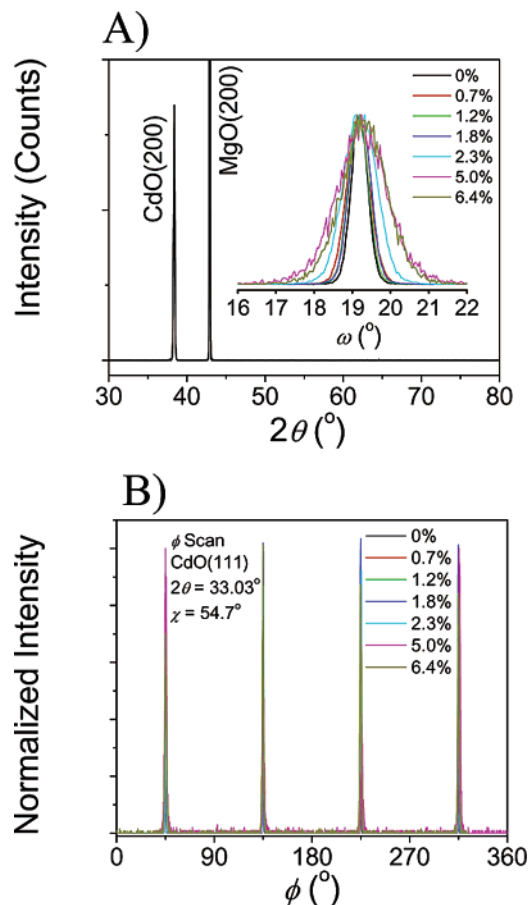 A)
Intensity (Counts)
CdO(200)
MgO(200)
0%
0.7%
1.2%
1.8%
2.3%
5.0%
6.4%
16 17 18 19 20 21 22
ω (°)
30 40 50 60 70 80
2θ (°)
B)
Normalized Intensity
ϕ Scan
CdO(111)
2θ = 33.03°
χ = 54.7°
0%
0.7%
1.2%
1.8%
2.3%
5.0%
6.4%
0 90 180 270 360
ϕ (°)